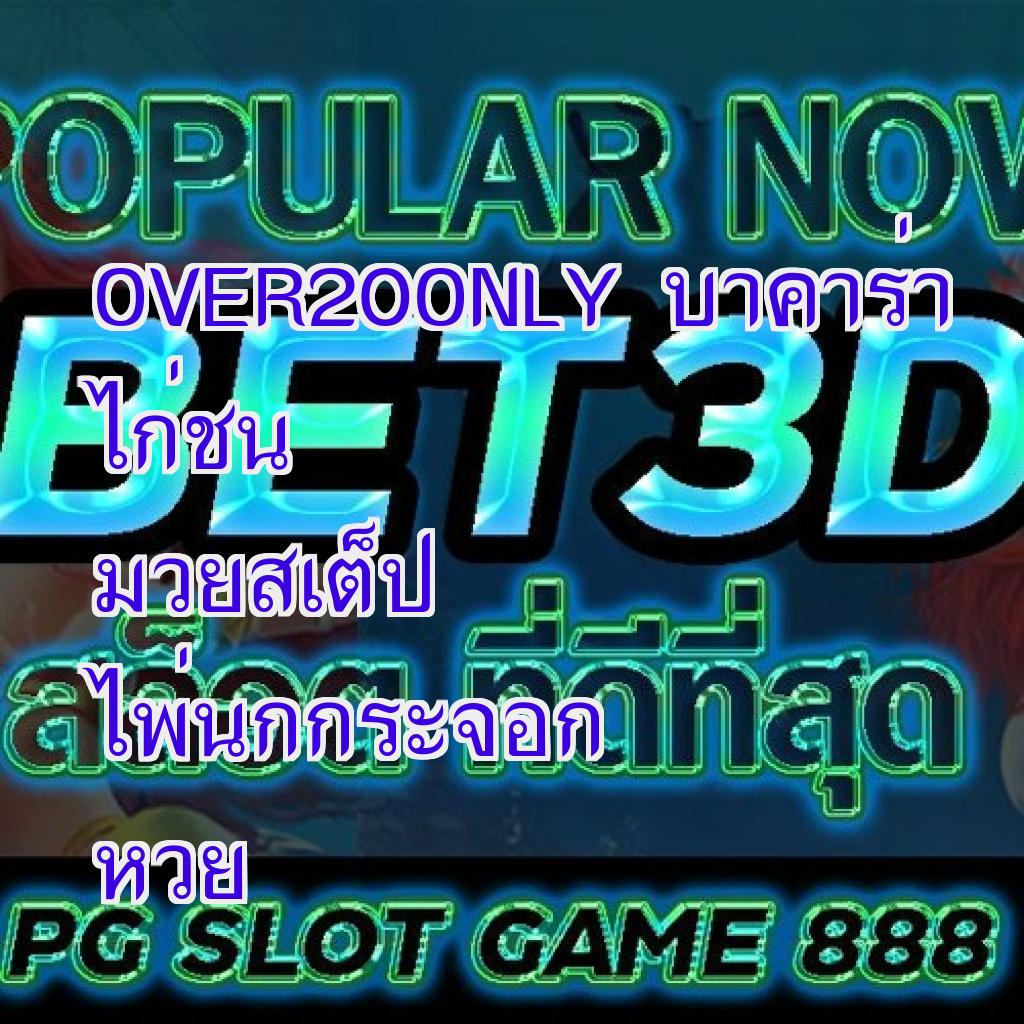 POPULAR NOW
OVER200NLY บาคาร่า
BET3D
ไก่ชน
มวยสเต็ป
สล็อต ที่ดีที่สุด
ไพ่นกกระจอก
หวย
PG SLOT GAME 888